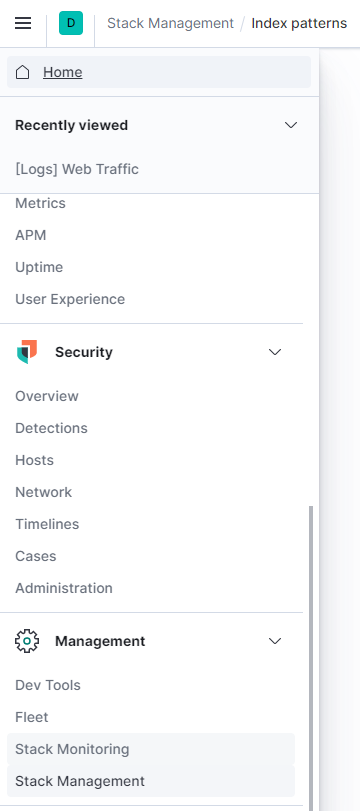 D Stack Management / Index patterns
Home
Recently viewed
[Logs] Web Traffic
Metrics
APM
Uptime
User Experience
Security
Overview
Detections
Hosts
Network
Timelines
Cases
Administration
Management
Dev Tools
Fleet
Stack Monitoring
Stack Management